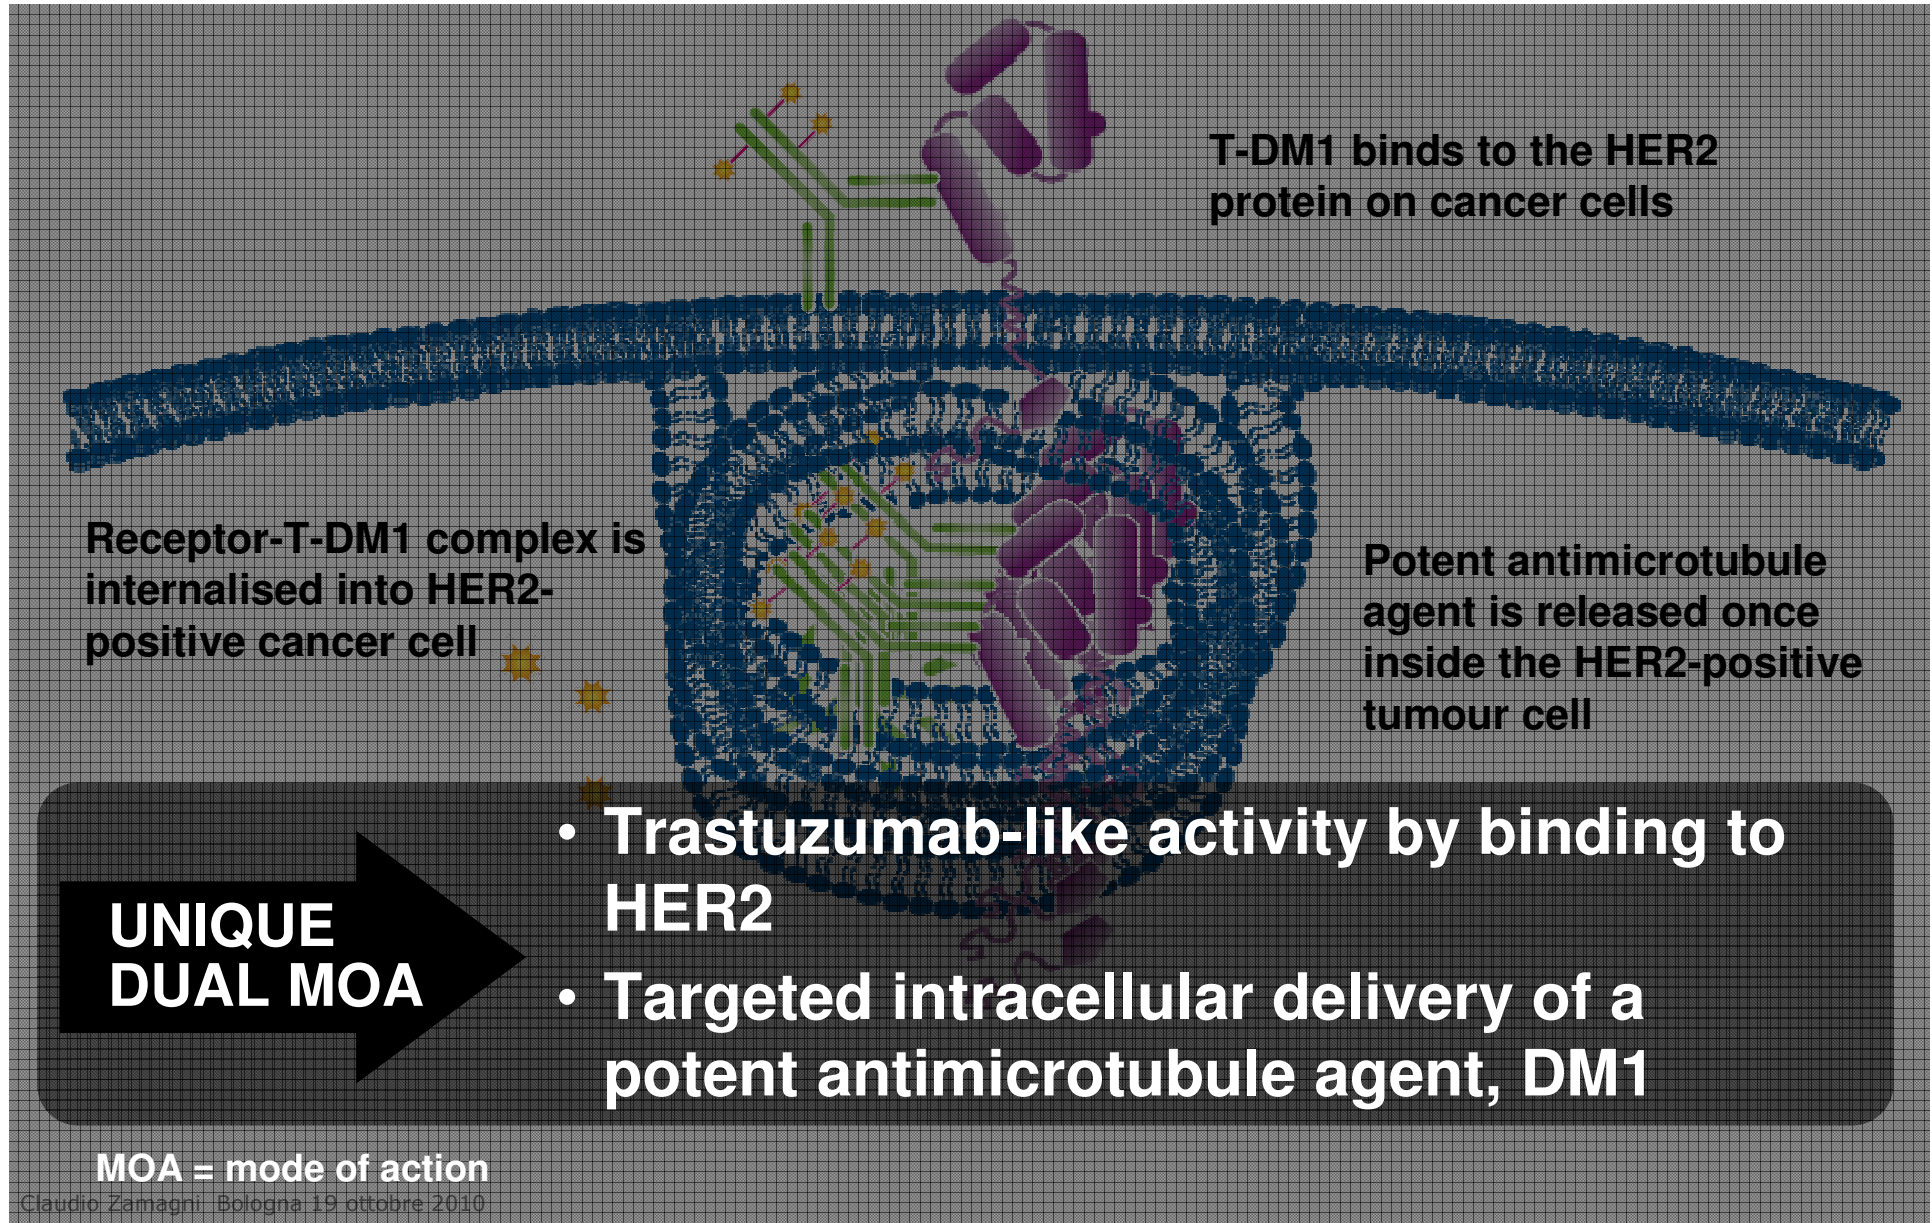 T-DM1 binds to the HER2
protein on cancer cells
Receptor-T-DM1 complex is
internalised into HER2-
positive cancer cell
Potent antimicrotubule
agent is released once
inside the HER2-positive
tumour cell
UNIQUE
DUAL MOA
• Trastuzumab-like activity by binding to
HER2
• Targeted intracellular delivery of a
potent antimicrotubule agent, DM1
MOA = mode of action
Claudio Zamagni Bologna 19 ottobre 2010